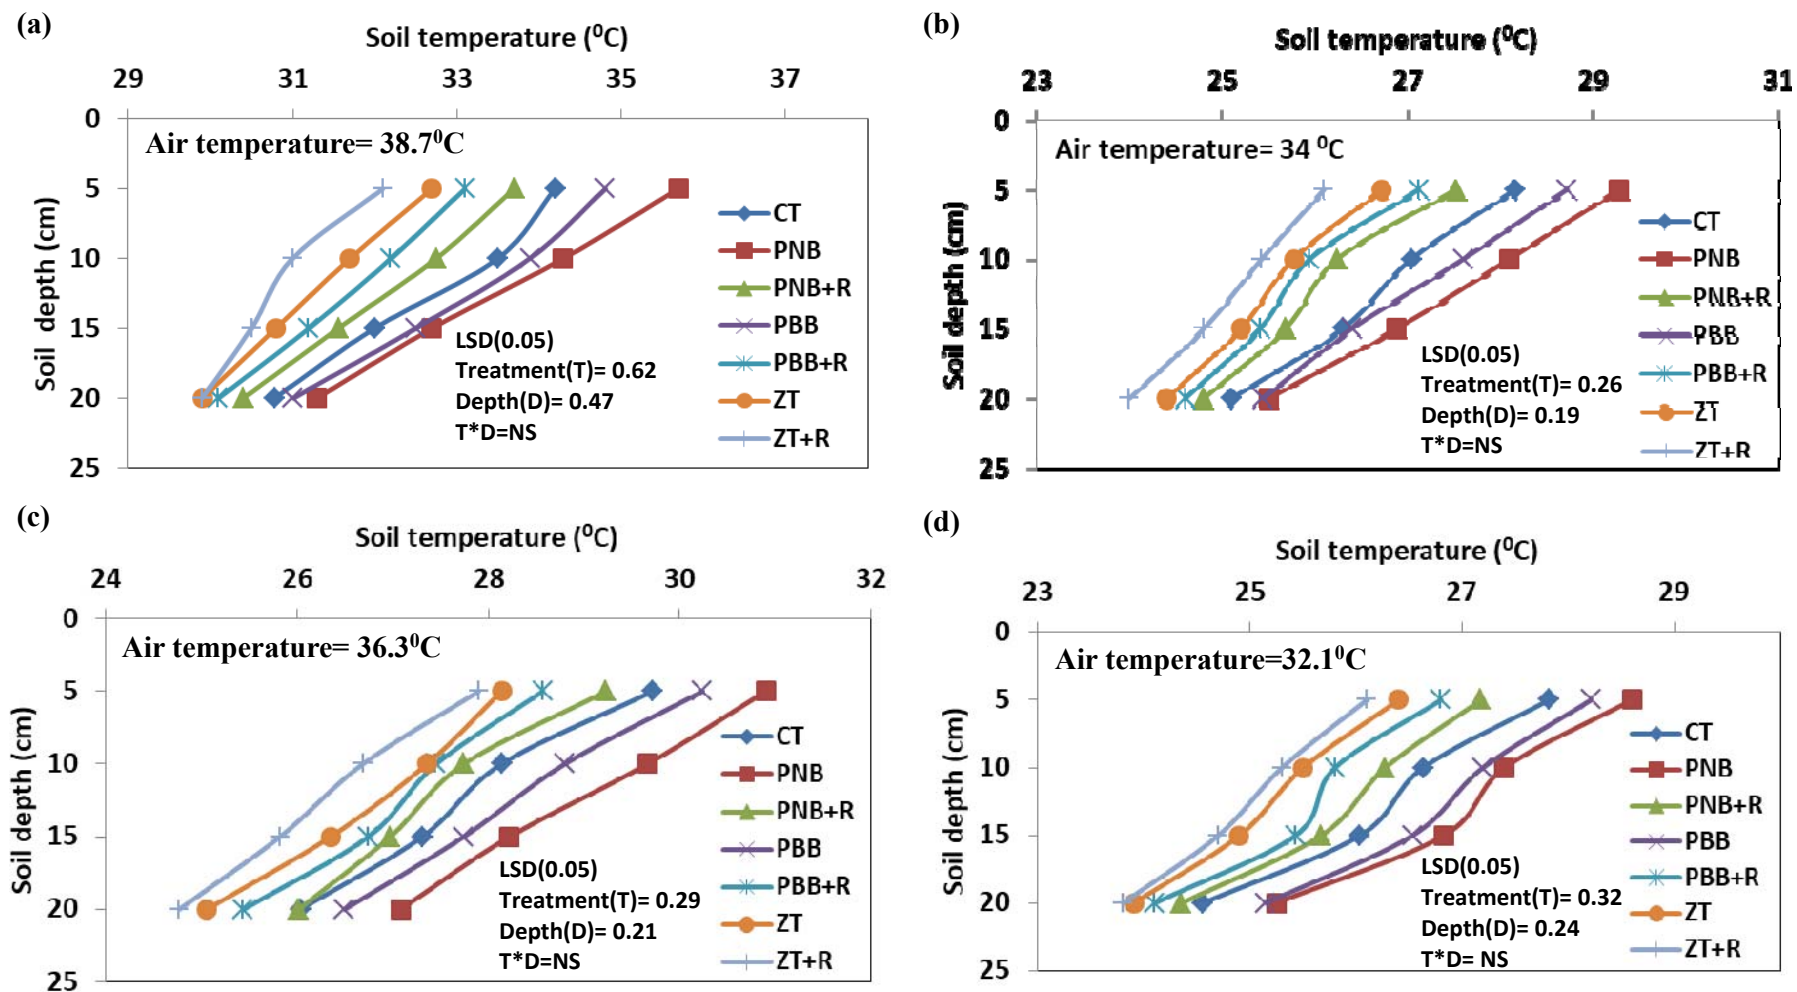 (a)
Soil temperature (⁰C)
29 31 33 35 37
0
5
10
15
20
25
Soil depth (cm)
Air temperature= 38.7⁰C
CT
PNB
PNB+R
PBB
PBB+R
ZT
ZT+R
LSD(0.05)
Treatment(T)= 0.62
Depth(D)= 0.47
T*D=NS
(b)
Soil temperature (⁰C)
23 25 27 29 31
0
5
10
15
20
25
Soil depth (cm)
Air temperature= 34 ⁰C
CT
PNB
PNB+R
PBB
PBB+R
ZT
ZT+R
LSD(0.05)
Treatment(T)= 0.26
Depth(D)= 0.19
T*D=NS
(c)
Soil temperature (⁰C)
24 26 28 30 32
0
5
10
15
20
25
Soil depth (cm)
Air temperature= 36.3⁰C
CT
PNB
PNB+R
PBB
PBB+R
ZT
ZT+R
LSD(0.05)
Treatment(T)= 0.29
Depth(D)= 0.21
T*D=NS
(d)
Soil temperature (⁰C)
23 25 27 29
0
5
10
15
20
25
Soil depth (cm)
Air temperature=32.1⁰C
CT
PNB
PNB+R
PBB
PBB+R
ZT
ZT+R
LSD(0.05)
Treatment(T)= 0.32
Depth(D)= 0.24
T*D= NS